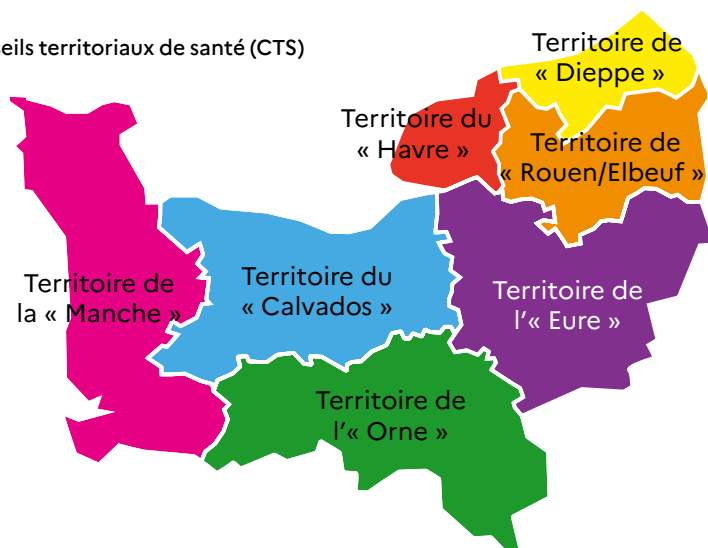 seils territoriaux de santé (CTS)
Territoire de
« Dieppe »
Territoire du
« Havre »
Territoire de
« Rouen/Elbeuf »
Territoire de
la « Manche »
Territoire du
« Calvados »
Territoire de
l’« Eure »
Territoire de
l’« Orne »